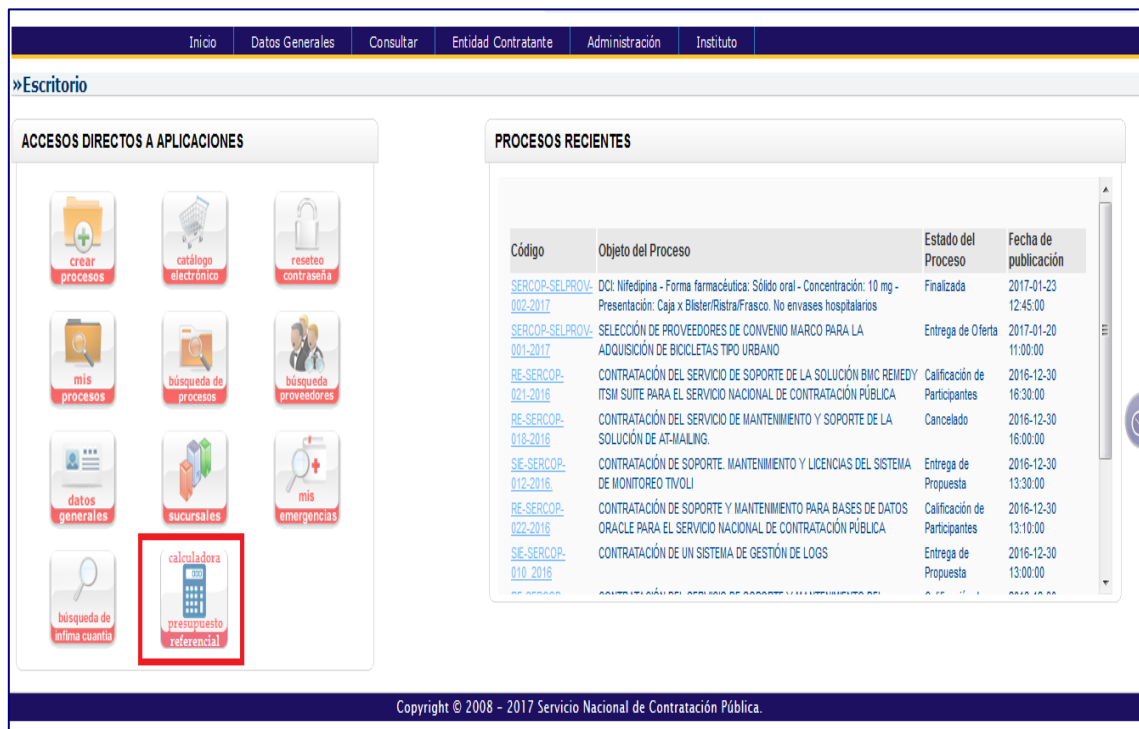 Inicio Datos Generales Consultar Entidad Contratante Administración Instituto
»Escritorio
ACCESOS DIRECTOS A APLICACIONES
crear
procesos
catálogo
electrónico
reseteo
contraseña
mis
procesos
búsqueda de
procesos
búsqueda
proveedores
datos
generales
sucursales
mis
emergencias
búsqueda de
ínfima cuantía
calculadora
presupuesto
referencial
PROCESOS RECIENTES
Código Objeto del Proceso Estado del Proceso Fecha de publicación
SERCOP-SELPROV- DCI: Nifedipina - Forma farmacéutica: Sólido oral - Concentración: 10 mg - Finalizada 2017-01-23
002-2017 Presentación: Caja x Blister/Ristra/Frasco. No envases hospitalarios 12:45:00
SERCOP-SELPROV- SELECCIÓN DE PROVEEDORES DE CONVENIO MARCO PARA LA Entrega de Oferta 2017-01-20
001-2017 ADQUISICIÓN DE BICICLETAS TIPO URBANO 11:00:00
RE-SERCOP- CONTRATACIÓN DEL SERVICIO DE SOPORTE DE LA SOLUCIÓN BMC REMEDY Calificación de 2016-12-30
021-2016 ITSM SUITE PARA EL SERVICIO NACIONAL DE CONTRATACIÓN PÚBLICA Participantes 16:30:00
RE-SERCOP- CONTRATACIÓN DEL SERVICIO DE MANTENIMIENTO Y SOPORTE DE LA Cancelado 2016-12-30
018-2016 SOLUCIÓN DE AT-MAILING. 16:00:00
SIE-SERCOP- CONTRATACIÓN DE SOPORTE. MANTENIMIENTO Y LICENCIAS DEL SISTEMA Entrega de 2016-12-30
012-2016. DE MONITOREO TIVOLI Propuesta 13:30:00
RE-SERCOP- CONTRATACIÓN DE SOPORTE Y MANTENIMIENTO PARA BASES DE DATOS Calificación de 2016-12-30
022-2016 ORACLE PARA EL SERVICIO NACIONAL DE CONTRATACIÓN PÚBLICA Participantes 13:10:00
SIE-SERCOP- CONTRATACIÓN DE UN SISTEMA DE GESTIÓN DE LOGS Entrega de 2016-12-30
010_2016 Propuesta 13:00:00
Copyright © 2008 - 2017 Servicio Nacional de Contratación Pública.